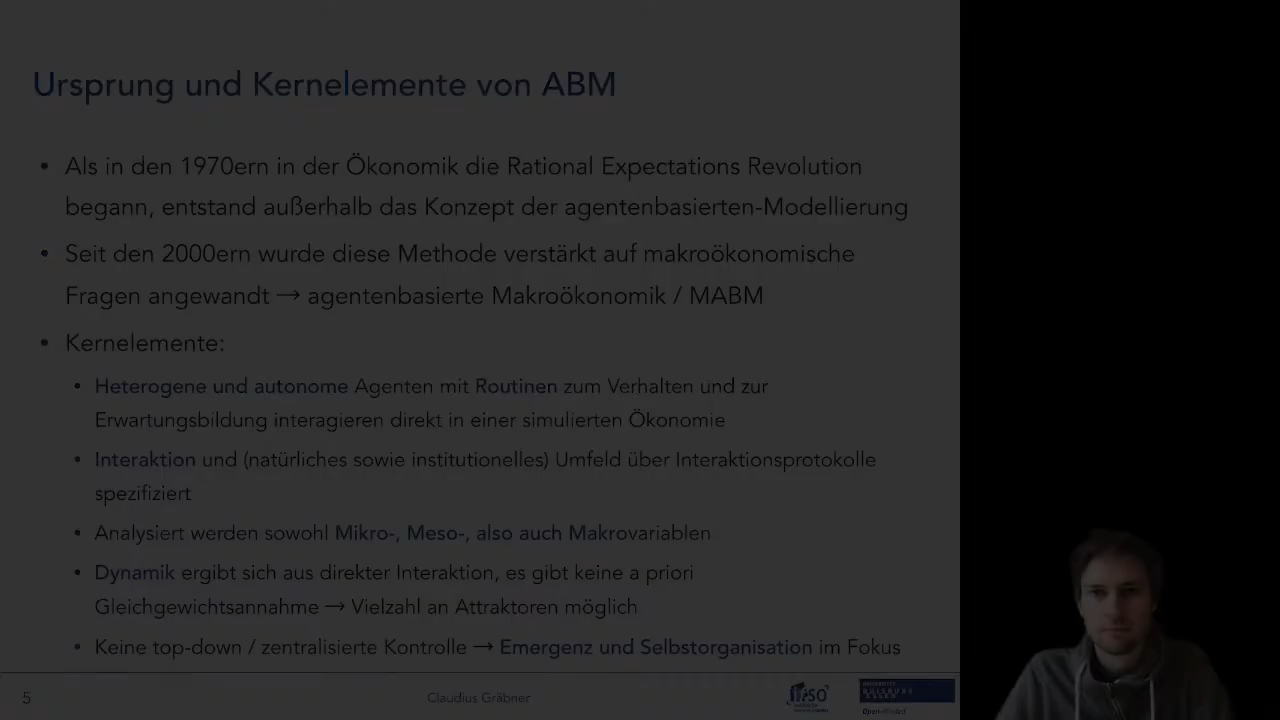 Ursprung und Kernelemente von ABM
• Als in den 1970ern in der Ökonomik die Rational Expectations Revolution
begann, entstand außerhalb das Konzept der agentenbasierten-Modellierung
• Seit den 2000ern wurde diese Methode verstärkt auf makroökonomische
Fragen angewandt → agentenbasierte Makroökonomik / MABM
• Kernelemente:
• Heterogene und autonome Agenten mit Routinen zum Verhalten und zur
Erwartungsbildung interagieren direkt in einer simulierten Ökonomie
• Interaktion und (natürliches sowie institutionelles) Umfeld über Interaktionsprotokolle
spezifiziert
• Analysiert werden sowohl Mikro-, Meso-, also auch Makrovariablen
• Dynamik ergibt sich aus direkter Interaktion, es gibt keine a priori
Gleichgewichtsannahme → Vielzahl an Attraktoren möglich
• Keine top-down / zentralisierte Kontrolle → Emergenz und Selbstorganisation im Fokus
5
Claudius Gräbner
UNIVERSITÄT
DUISBURG
ESSEN